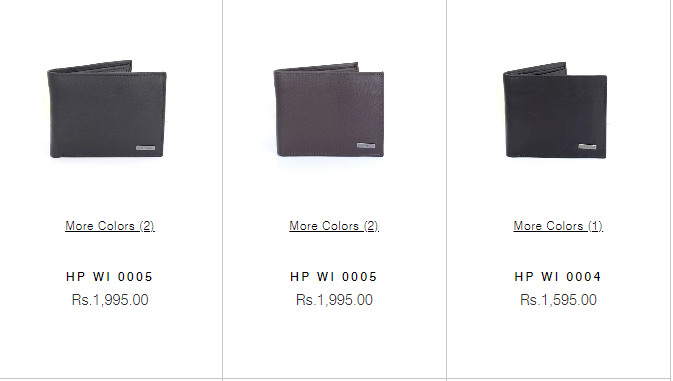 More Colors (2)
More Colors (2)
More Colors (1)
HP WI 0005
HP WI 0005
HP WI 0004
Rs.1,995.00
Rs.1,995.00
Rs.1,595.00